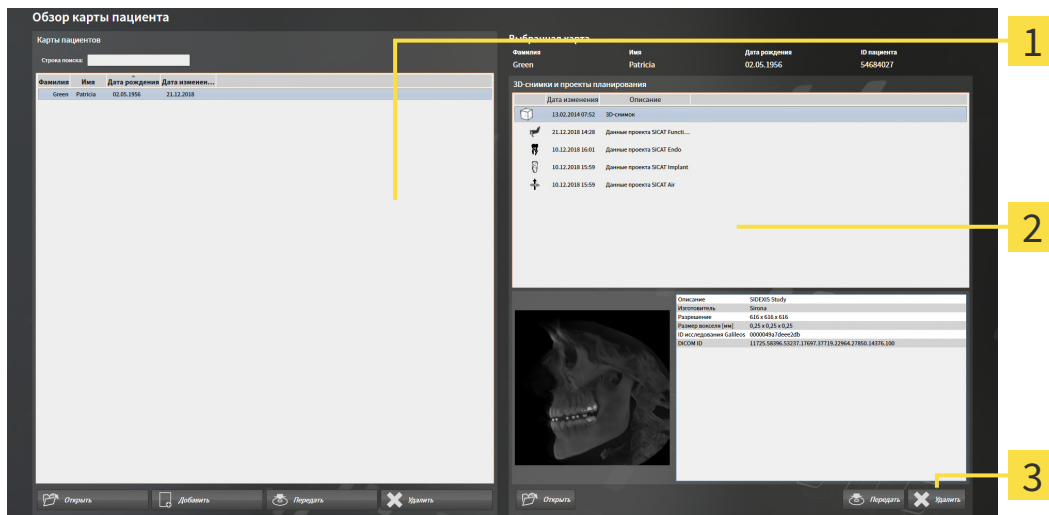 Обзор карты пациента
Карты пациентов
Строка поиска:
Фамилия Имя Дата рождения Дата изменен...
Green Patricia 02.05.1956 21.12.2018
Открыть Добавить Передать Удалить
Выбранная карта
Фамилия Имя Дата рождения ID пациента
Green Patricia 02.05.1956 54684027
3D-снимки и проекты планирования
Дата изменения Описание
13.02.2014 07:52 3D-снимок
21.12.2018 14:28 Данные проекта SICAT Functi...
10.12.2018 16:01 Данные проекта SICAT Endo
10.12.2018 15:59 Данные проекта SICAT Implant
10.12.2018 15:59 Данные проекта SICAT Air
Описание SIDEXIS Study
Изготовитель Sirona
Разрешение 616 x 616 x 616
Размер вокселя [мм] 0,25 x 0,25 x 0,25
ID исследования Galileos 0000049a7deee2db
DICOM ID 11725.58396.53237.17697.37719.22964.27850.14376.100
Открыть Передать Удалить
1
2
3